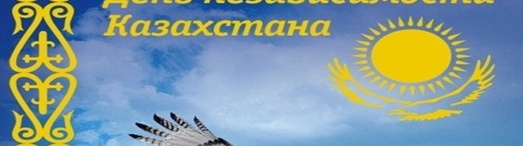 День независимости
Казахстана